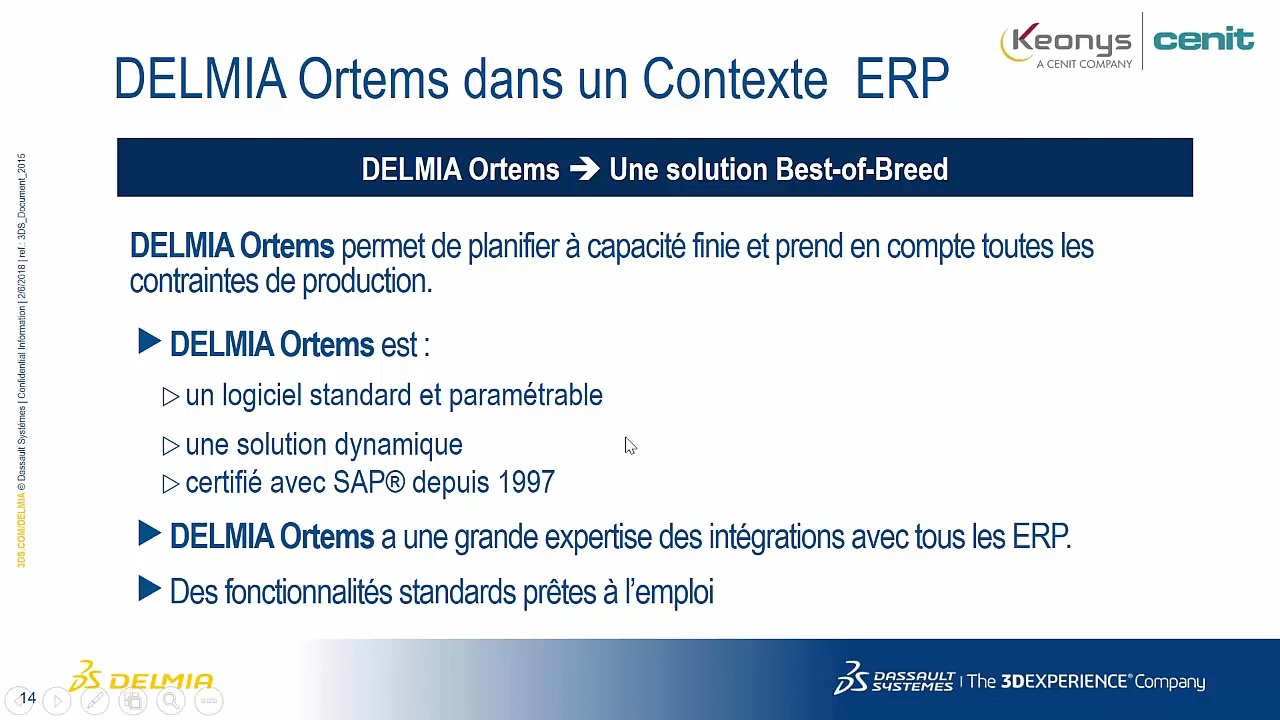 Keonys
A CENIT COMPANY
cenit
DELMIA Ortems dans un Contexte ERP
DELMIA Ortems ➔ Une solution Best-of-Breed
DELMIA Ortems permet de planifier à capacité finie et prend en compte toutes les
contraintes de production.
DELMIA Ortems est :
un logiciel standard et paramétrable
une solution dynamique
certifié avec SAP® depuis 1997
DELMIA Ortems a une grande expertise des intégrations avec tous les ERP.
Des fonctionnalités standards prêtes à l’emploi
3DS.COM/DELMIA © Dassault Systèmes | Confidential Information | 2/6/2018 | ref.: 3DS_Document_2015
14
DELMIA
DASSAULT
SYSTEMES
The 3DEXPERIENCE® Company